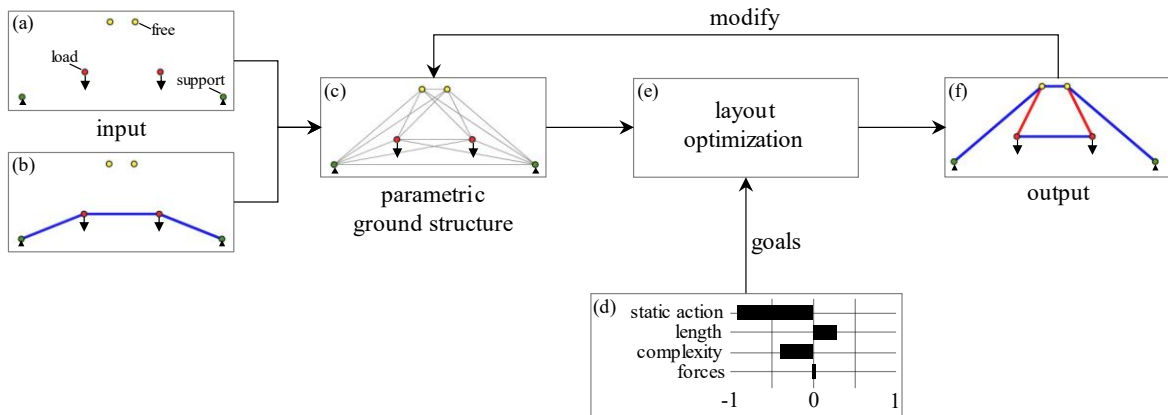 (a)
free
load
support
input
(b)
modify
(c)
parametric
ground structure
(e)
layout
optimization
(f)
output
goals
(d)
static action
length
complexity
forces
-1 0 1